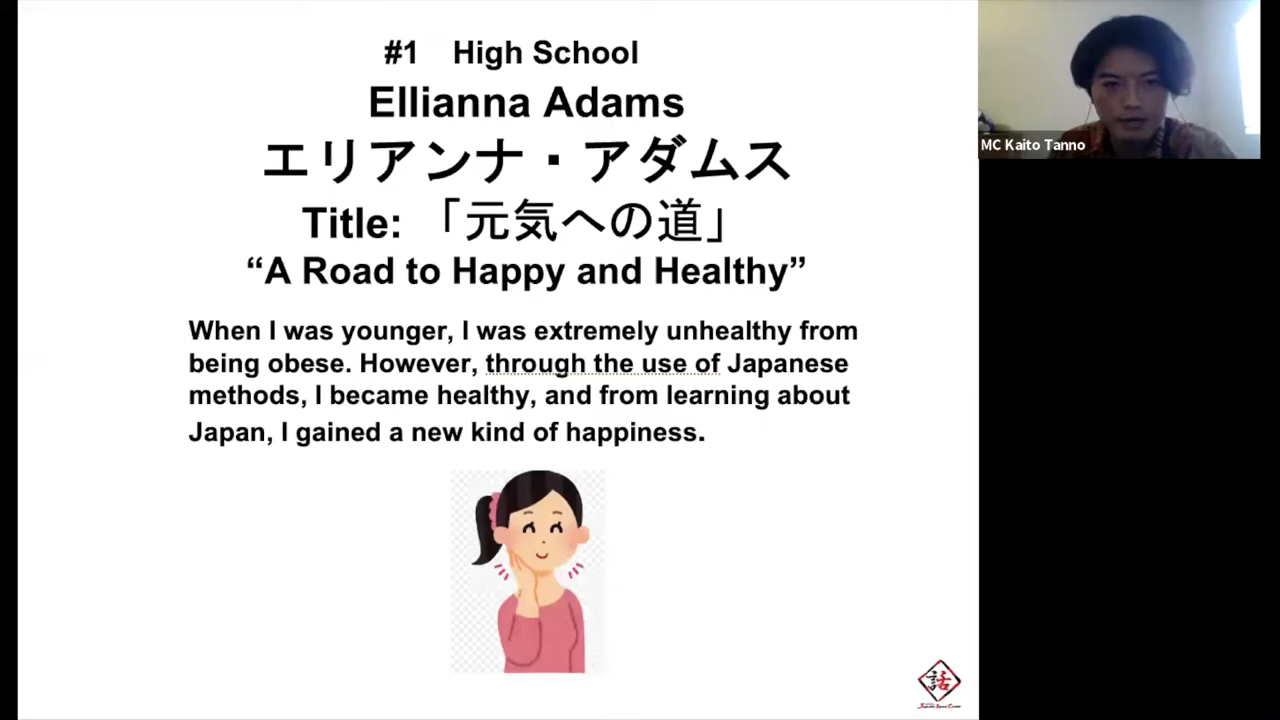 #1 High School
Ellianna Adams
エリアンナ・アダムス
Title: 「元気への道」
“A Road to Happy and Healthy”
When I was younger, I was extremely unhealthy from
being obese. However, through the use of Japanese
methods, I became healthy, and from learning about
Japan, I gained a new kind of happiness.
MC Kaito Tanno
話